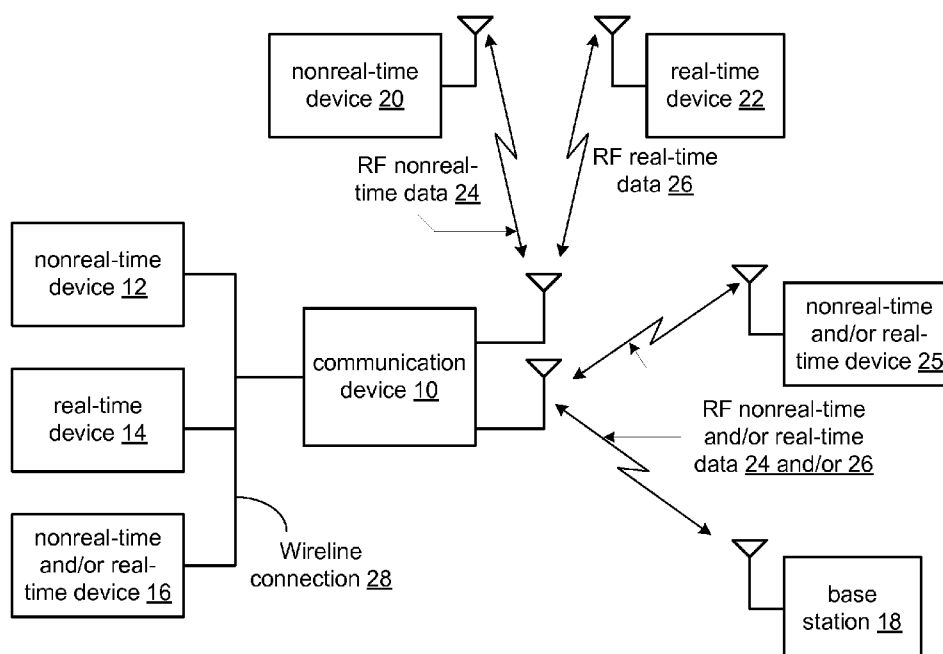 nonreal-time
device 20
real-time
device 22
RF nonreal-
time data 24
RF real-time
data 26
nonreal-time
device 12
communication
device 10
nonreal-time
and/or real-
time device 25
real-time
device 14
RF nonreal-time
and/or real-time
data 24 and/or 26
nonreal-time
and/or real-
time device 16
Wireline
connection 28
base
station 18